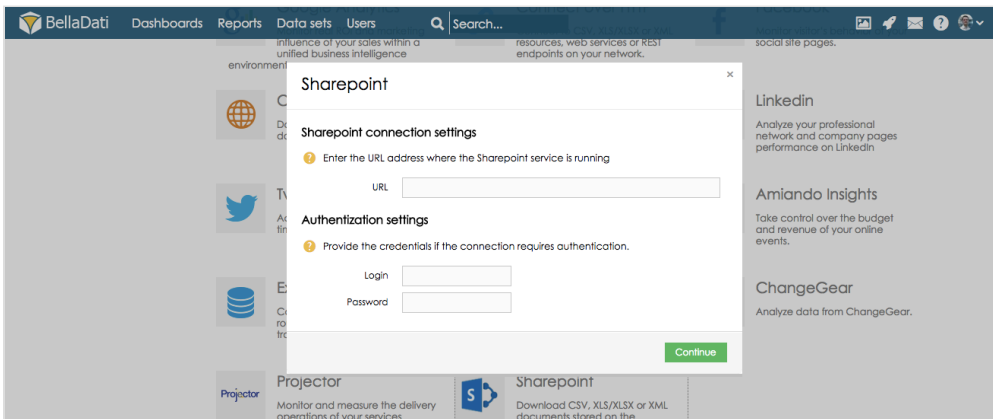 BellaDati Dashboards Reports Data sets Users Search...
influence of your sales within a
unified business intelligence
environment
resources, web services or REST
endpoints on your network.
social site pages.
Sharepoint
×
Sharepoint connection settings
? Enter the URL address where the Sharepoint service is running
URL
Authentization settings
? Provide the credentials if the connection requires authentication.
Login
Password
Continue
Linkedin
Analyze your professional
network and company pages
performance on LinkedIn
Amiando Insights
Take control over the budget
and revenue of your online
events.
ChangeGear
Analyze data from ChangeGear.
Projector
Projector
Monitor and measure the delivery
operations of your services
Sharepoint
Download CSV, XLS/XLSX or XML
documents stored on the